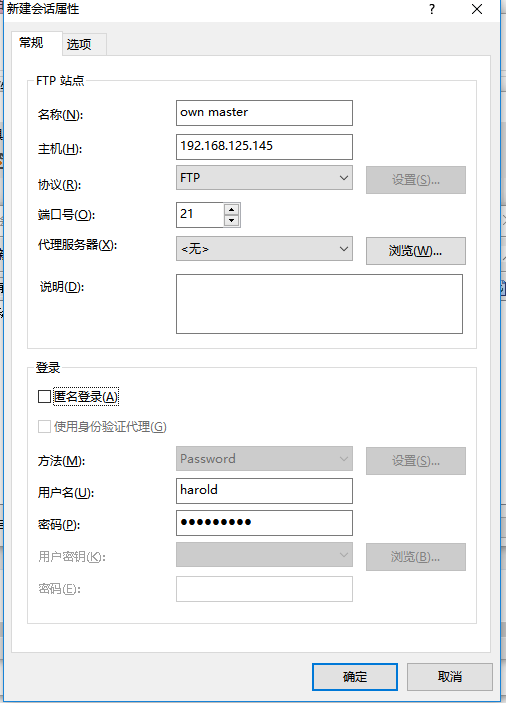 新建会话属性
常规 选项
FTP 站点
名称(N): own master
主机(H): 192.168.125.145
协议(R): FTP 设置(S)...
端口号(O): 21
代理服务器(X): <无> 浏览(W)...
说明(D):
登录
匿名登录(A)
使用身份验证代理(G)
方法(M): Password 设置(S)...
用户名(U): harold
密码(P): ●●●●●●●●●
用户密钥(K): 浏览(B)...
密码(E):
确定 取消